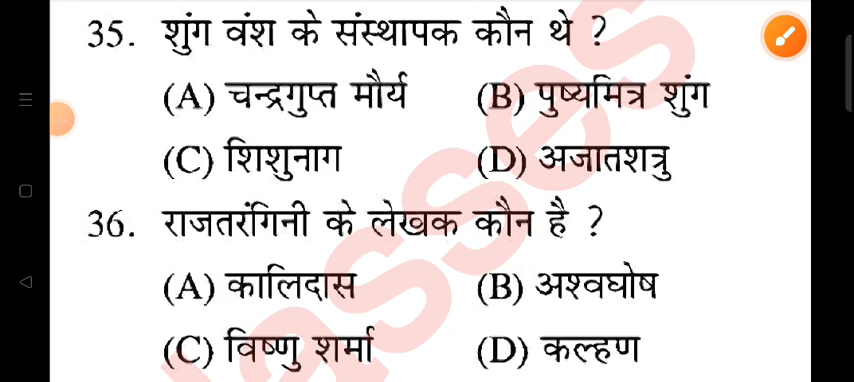 35. शुंग वंश के संस्थापक कौन थे ?
(A) चन्द्रगुप्त मौर्य (B) पुष्यमित्र शुंग
(C) शिशुनाग (D) अजातशत्रु
36. राजतरंगिनी के लेखक कौन है ?
(A) कालिदास (B) अश्वघोष
(C) विष्णु शर्मा (D) कल्हण